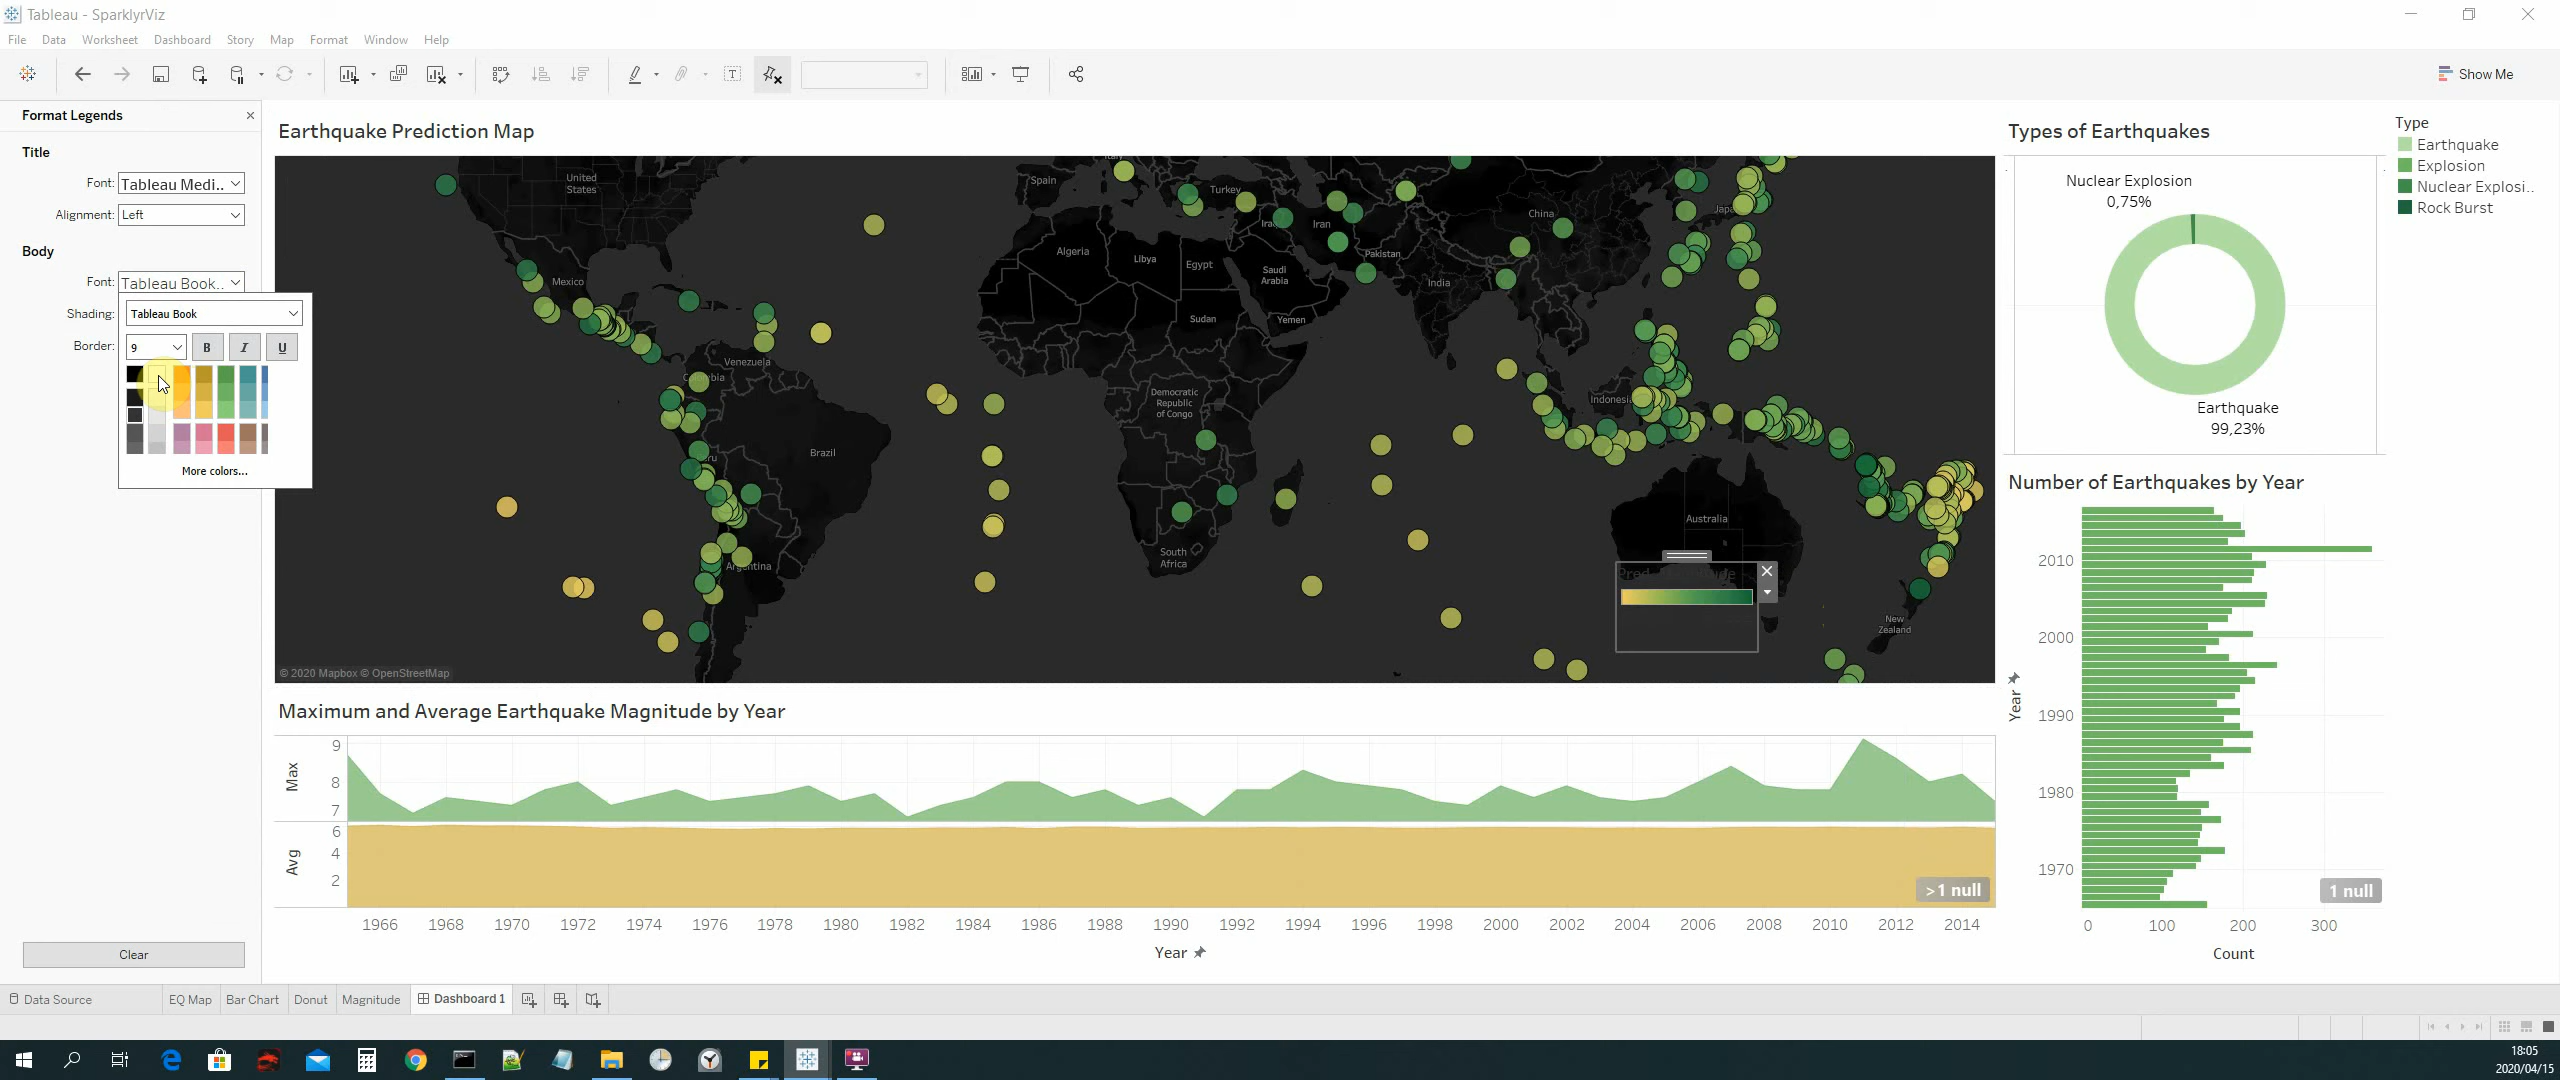 Tableau - SparklyrViz
File Data Worksheet Dashboard Story Map Format Window Help
Show Me
Format Legends
Title
Font: Tableau Medi..
Alignment: Left
Body
Font: Tableau Book..
Shading:
Tableau Book
Border:
9 B I U
More colors...
Clear
Earthquake Prediction Map
United States
Mexico
Venezuela
Brazil
Argentina
Spain
Italy
Turkey
Iran
Algeria
Libya
Egypt
Saudi Arabia
Pakistan
China
India
Sudan
Yemen
Democratic Republic of Congo
South Africa
Indonesia
Australia
New Zealand
© 2020 Mapbox © OpenStreetMap
Types of Earthquakes
Nuclear Explosion
0,75%
Earthquake
99,23%
Type
Earthquake
Explosion
Nuclear Explosi..
Rock Burst
Number of Earthquakes by Year
Year
2010
2000
1990
1980
1970
1 null
0 100 200 300
Count
Maximum and Average Earthquake Magnitude by Year
Max
9
8
7
Avg
6
4
2
>1 null
1966 1968 1970 1972 1974 1976 1978 1980 1982 1984 1986 1988 1990 1992 1994 1996 1998 2000 2002 2004 2006 2008 2010 2012 2014
Year
Data Source EQ Map Bar Chart Donut Magnitude Dashboard 1
18:05
2020/04/15